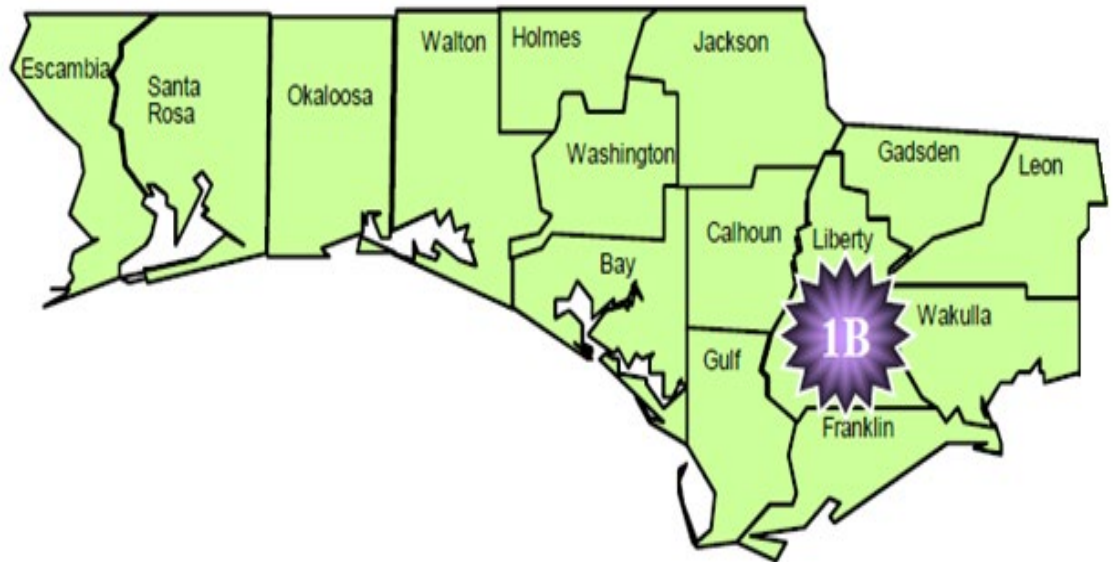 Escambia
Santa
Rosa
Okaloosa
Walton
Holmes
Jackson
Washington
Bay
Calhoun
Gulf
Liberty
Gadsden
Leon
Wakulla
Franklin
1B